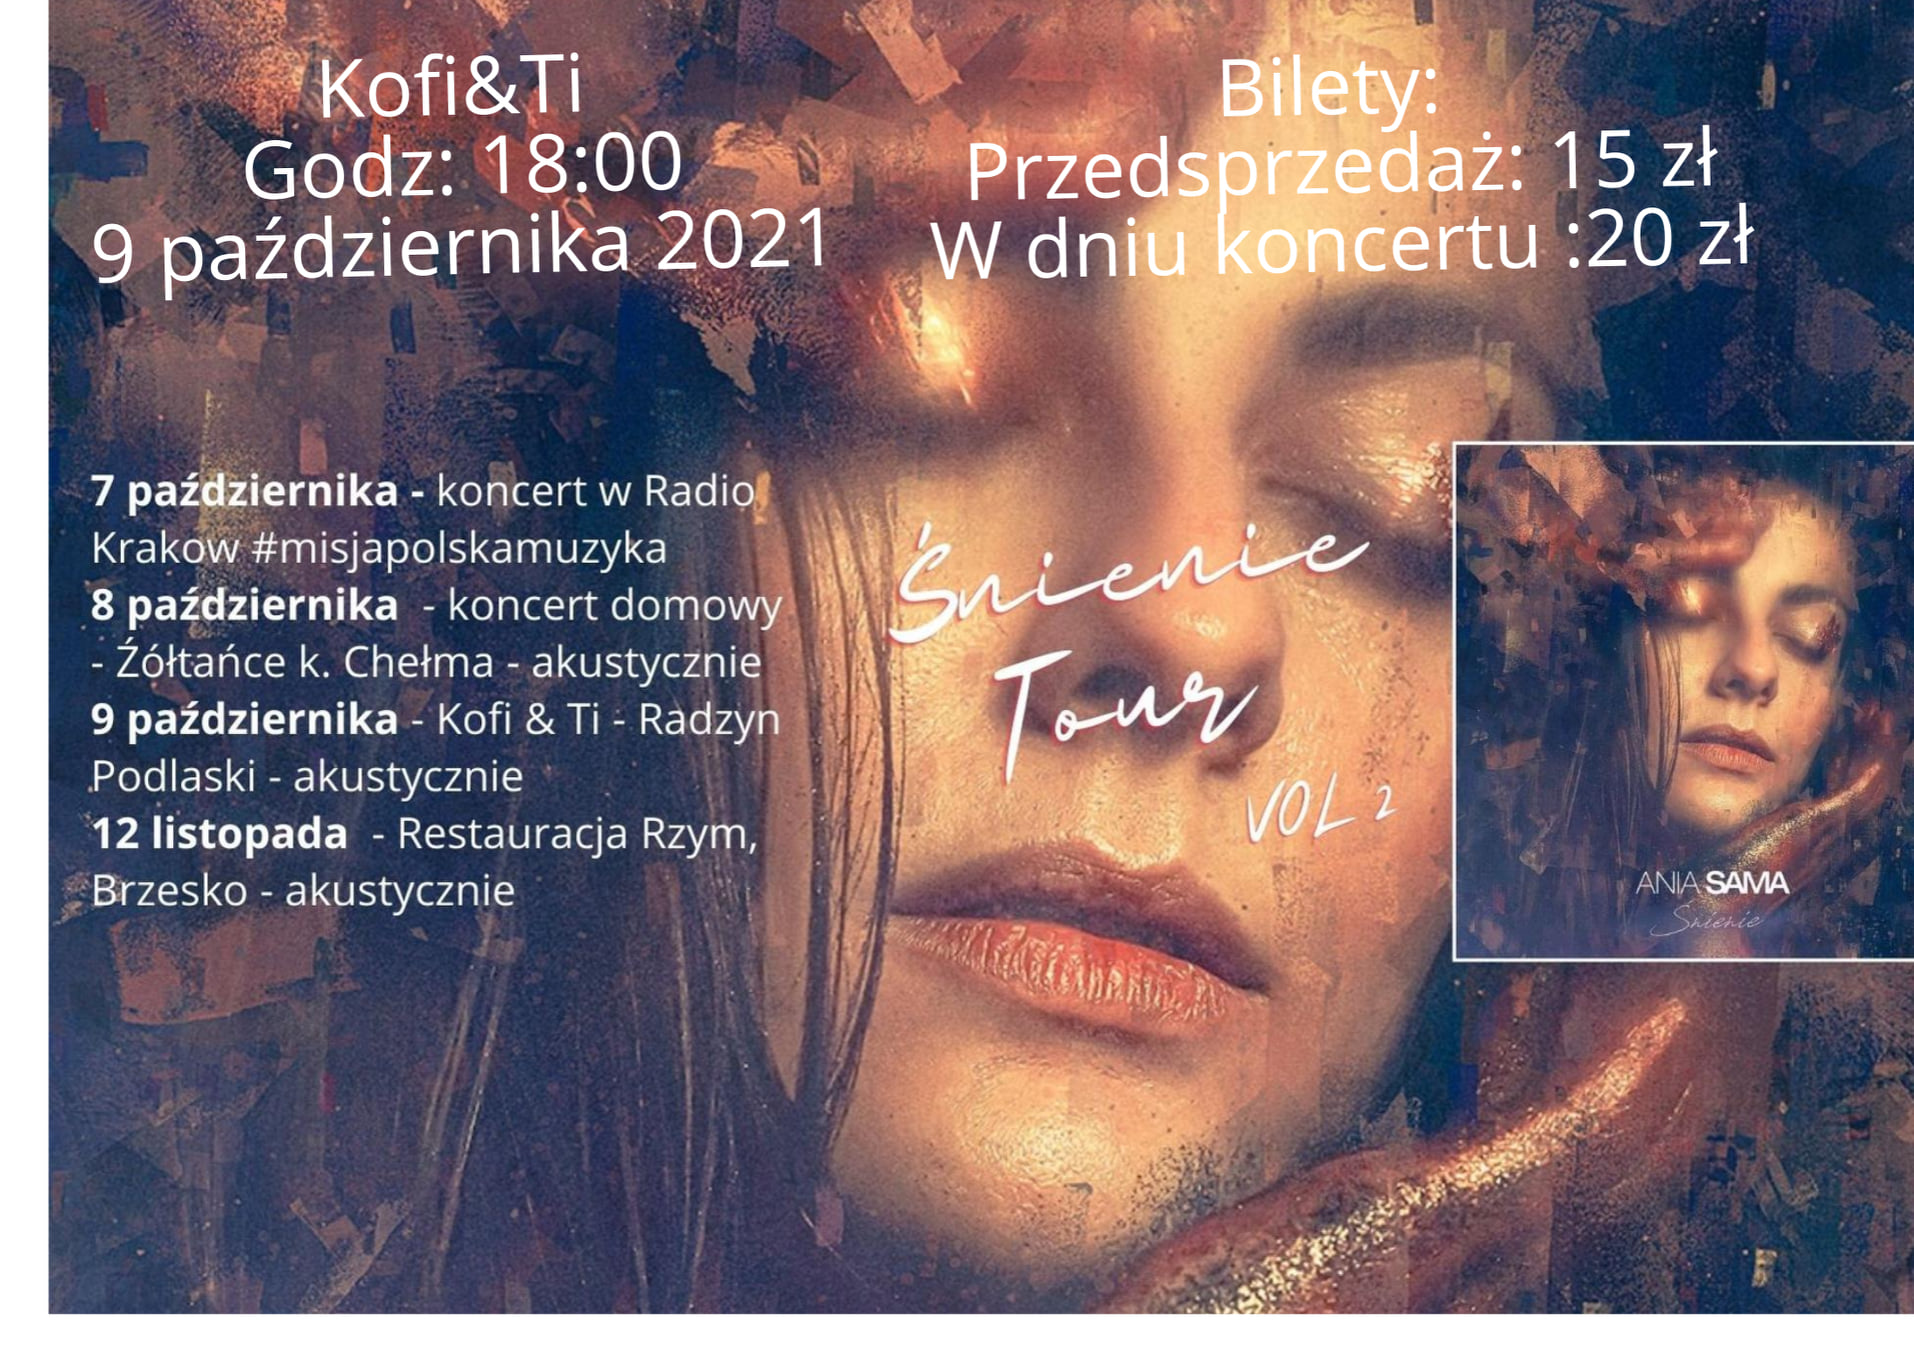 Kofi&Ti
Godz: 18:00
9 października 2021
Bilety:
Przedsprzedaż: 15 zł
W dniu koncertu :20 zł
7 października - koncert w Radio
Krakow #misjapolskamuzyka
8 października - koncert domowy
- Źółtańce k. Chełma - akustycznie
9 października - Kofi & Ti - Radzyn
Podlaski - akustycznie
12 listopada - Restauracja Rzym,
Brzesko - akustycznie
Śnienie
Tour
VOL 2
ANIA SAMA
Śnienie